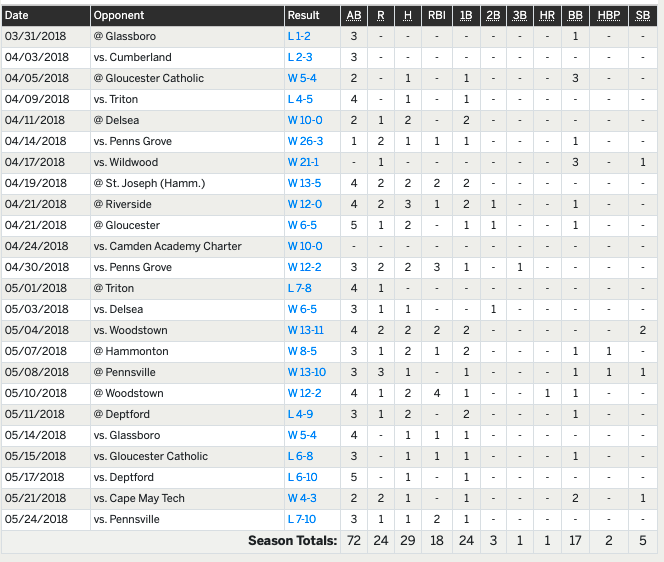 Date Opponent Result AB R H RBI 1B 2B 3B HR BB HBP SB
03/31/2018 @ Glassboro L 1-2 3 - - - - - - - 1 - -
04/03/2018 vs. Cumberland L 2-3 3 - - - - - - - - - -
04/05/2018 @ Gloucester Catholic W 5-4 2 - 1 - 1 - - - 3 - -
04/09/2018 vs. Triton L 4-5 4 - 1 - 1 - - - - - -
04/11/2018 @ Delsea W 10-0 2 1 2 - 2 - - - - - -
04/14/2018 vs. Penns Grove W 26-3 1 2 1 1 1 - - - 1 - -
04/17/2018 vs. Wildwood W 21-1 - 1 - - - - - - 3 - 1
04/19/2018 @ St. Joseph (Hamm.) W 13-5 4 2 2 2 2 - - - - - -
04/21/2018 @ Riverside W 12-0 4 2 3 1 2 1 - - 1 - -
04/21/2018 @ Gloucester W 6-5 5 1 2 - 1 1 - - 1 - -
04/24/2018 vs. Camden Academy Charter W 10-0 - - - - - - - - - - -
04/30/2018 vs. Penns Grove W 12-2 3 2 2 3 1 - 1 - - - -
05/01/2018 @ Triton L 7-8 4 1 - - - - - - - - -
05/03/2018 vs. Delsea W 6-5 3 1 1 - - 1 - - - - -
05/04/2018 vs. Woodstown W 13-11 4 2 2 2 2 - - - - - 2
05/07/2018 @ Hammonton W 8-5 3 1 2 1 2 - - - 1 1 -
05/08/2018 @ Pennsville W 13-10 3 3 1 - 1 - - - 1 1 1
05/10/2018 @ Woodstown W 12-2 4 1 2 4 1 - - 1 1 - -
05/11/2018 @ Deptford L 4-9 3 1 2 - 2 - - - 1 - -
05/14/2018 vs. Glassboro W 5-4 4 - 1 1 1 - - - - - -
05/15/2018 vs. Gloucester Catholic L 6-8 3 - 1 1 1 - - - 1 - -
05/17/2018 vs. Deptford L 6-10 5 - 1 - 1 - - - - - -
05/21/2018 vs. Cape May Tech W 4-3 2 2 1 - 1 - - - 2 - 1
05/24/2018 vs. Pennsville L 7-10 3 1 1 2 1 - - - - - -
Season Totals: 72 24 29 18 24 3 1 1 17 2 5